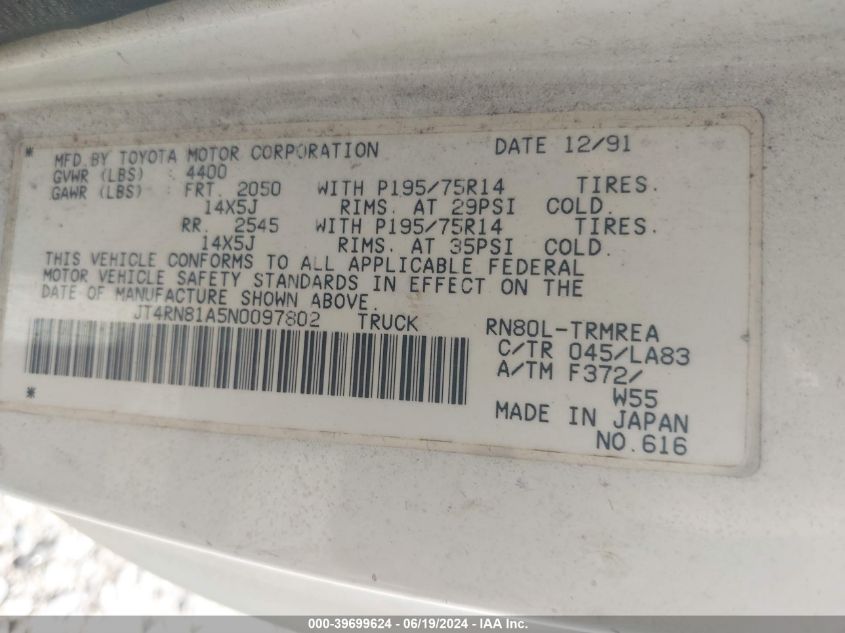 * MFD.BY TOYOTA MOTOR CORPORATION DATE 12/91
GVWR (LBS) 4400
GAWR (LBS) FRT. 2050 WITH P195/75R14 TIRES.
14X5J RIMS. AT 29PSI COLD.
RR. 2545 WITH P195/75R14 TIRES.
14X5J RIMS. AT 35PSI COLD.
THIS VEHICLE CONFORMS TO ALL APPLICABLE FEDERAL
MOTOR VEHICLE SAFETY STANDARDS IN EFFECT ON THE
DATE OF MANUFACTURE SHOWN ABOVE.
JT4RN81A5N0097802 TRUCK RN80L-TRMREA
C/TR 045/LA83
A/TM F372/
* W55
MADE IN JAPAN
NO.616
000-39699624 - 06/19/2024 - IAA Inc.